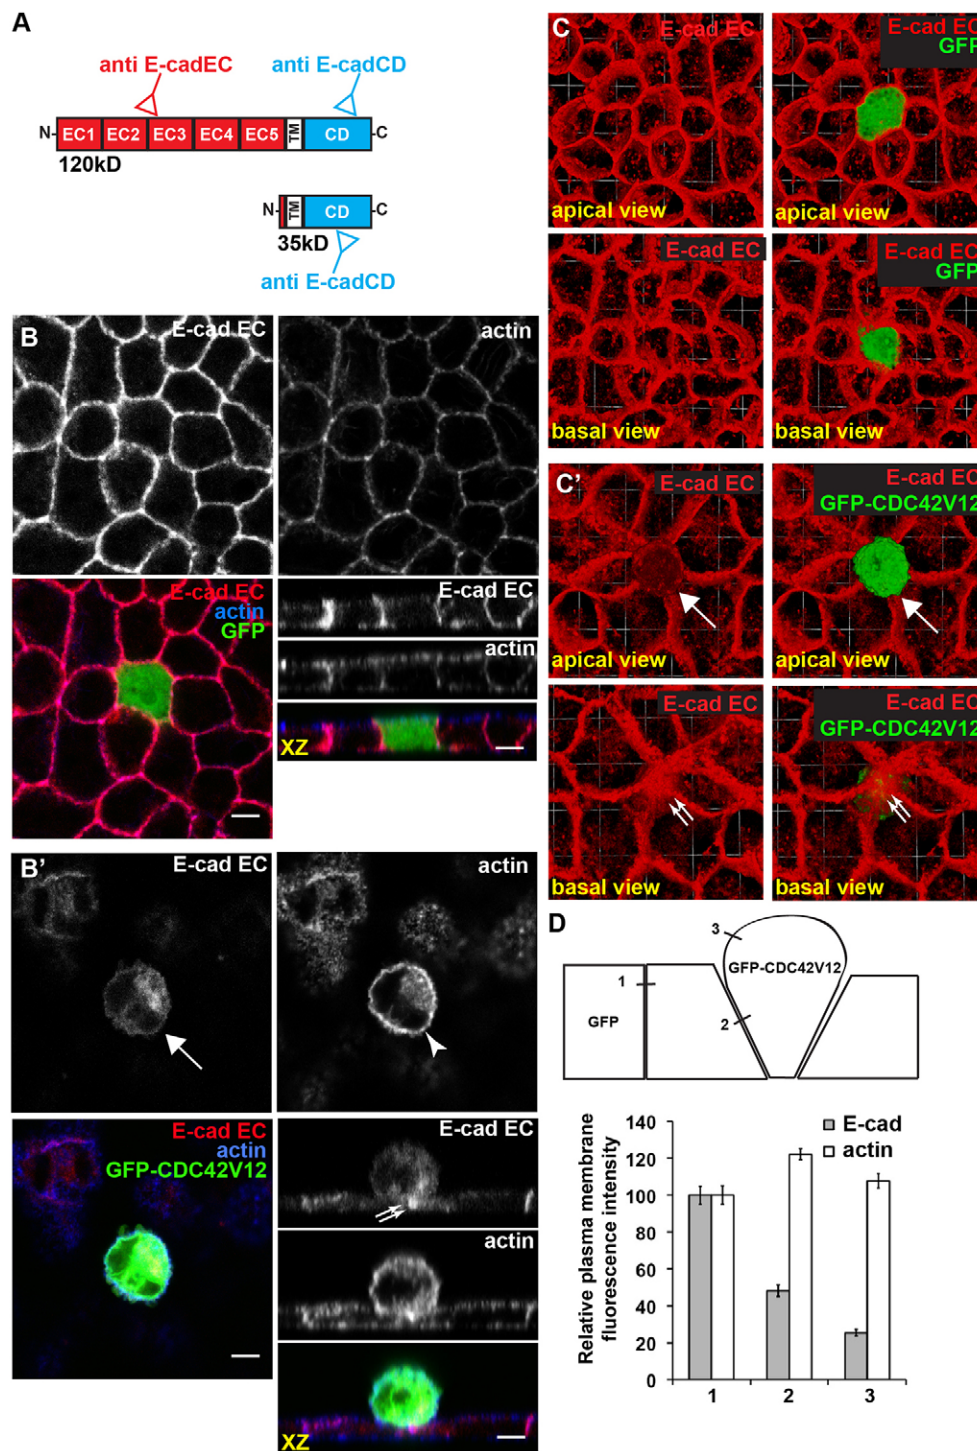 A
anti E-cadEC
anti E-cadCD
N- EC1 EC2 EC3 EC4 EC5 TM CD -C
120kD
N- TM CD -C
35kD
anti E-cadCD
B
E-cad EC
actin
E-cad EC
actin
GFP
E-cad EC
actin
XZ
B'
E-cad EC
actin
E-cad EC
actin
GFP-CDC42V12
E-cad EC
actin
XZ
C
E-cad EC
apical view
E-cad EC
GFP
apical view
E-cad EC
basal view
E-cad EC
GFP
basal view
C'
E-cad EC
apical view
E-cad EC
GFP-CDC42V12
apical view
E-cad EC
basal view
E-cad EC
GFP-CDC42V12
basal view
D
3
GFP-CDC42V12
1
GFP
2
Relative plasma membrane
fluorescence intensity
140
120
100
80
60
40
20
0
E-cad
actin
1 2 3